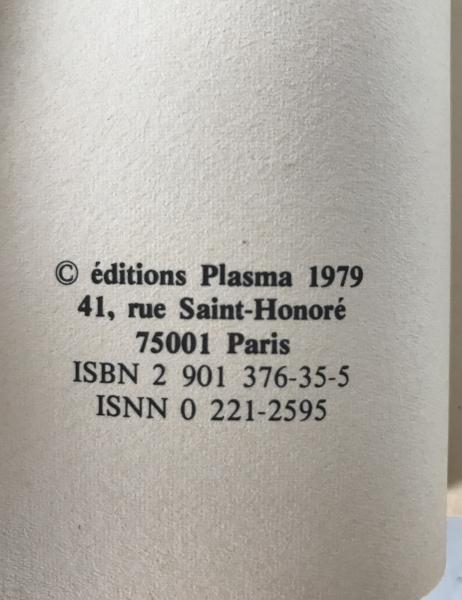 © éditions Plasma 1979
41, rue Saint-Honoré
75001 Paris
ISBN 2 901 376-35-5
ISNN 0 221-2595